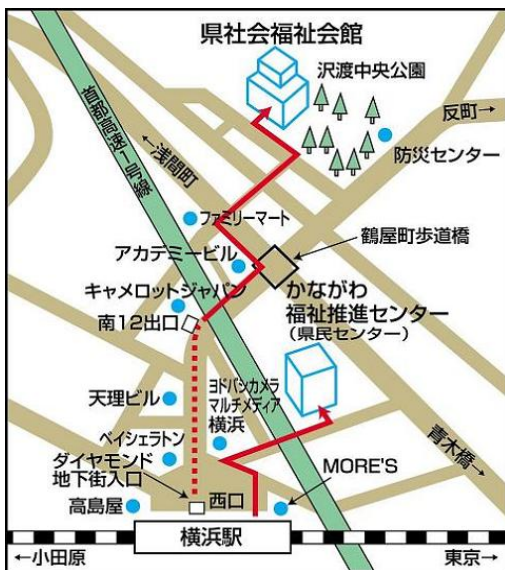 県社会福祉会館
沢渡中央公園
反町→
防災センター
首都高速1号線
←浅間町
ファミリーマート
鶴屋町歩道橋
アカデミービル
かながわ
福祉推進センター
(県民センター)
キャメロットジャパン
南12出口
天理ビル
ヨドバシカメラ
マルチメディア
横浜
青木橋→
ベイシェラトン
ダイヤモンド
地下街入口
MORE'S
高島屋
西口
横浜駅
←小田原
東京→